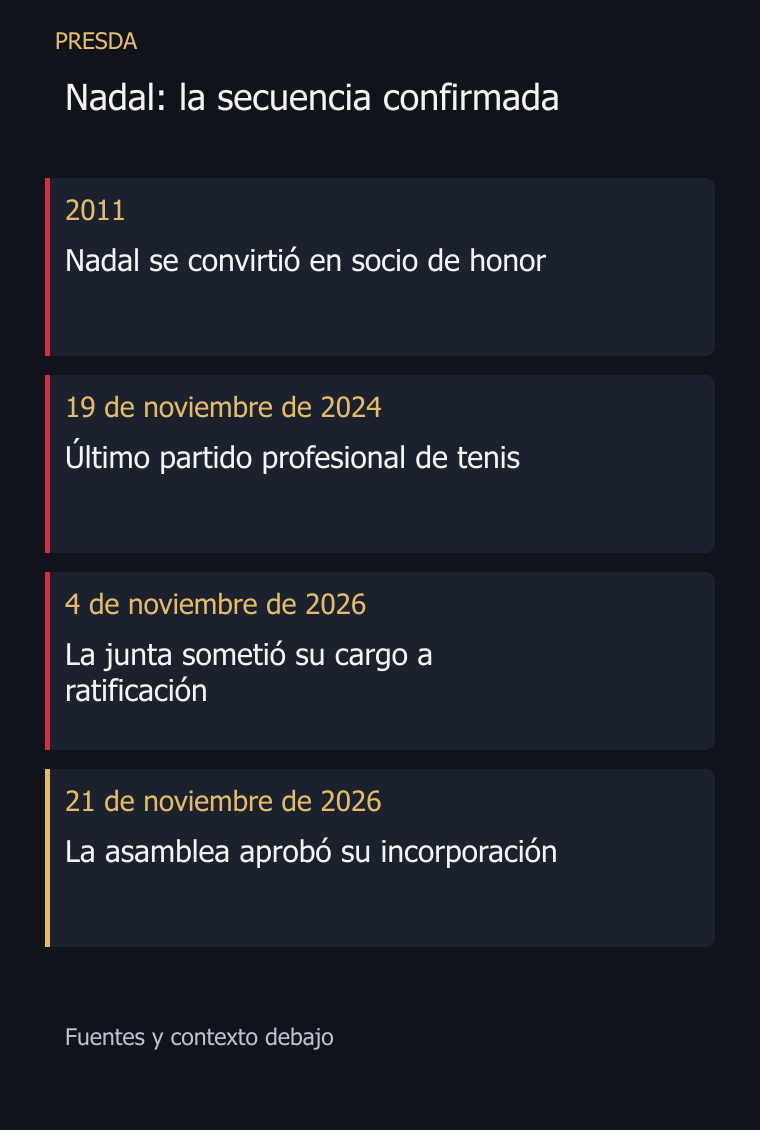 PRESDA
Nadal: la secuencia confirmada
2011
Nadal se convirtió en socio de honor
19 de noviembre de 2024
Último partido profesional de tenis
4 de noviembre de 2026
La junta sometió su cargo a
ratificación
21 de noviembre de 2026
La asamblea aprobó su incorporación
Fuentes y contexto debajo